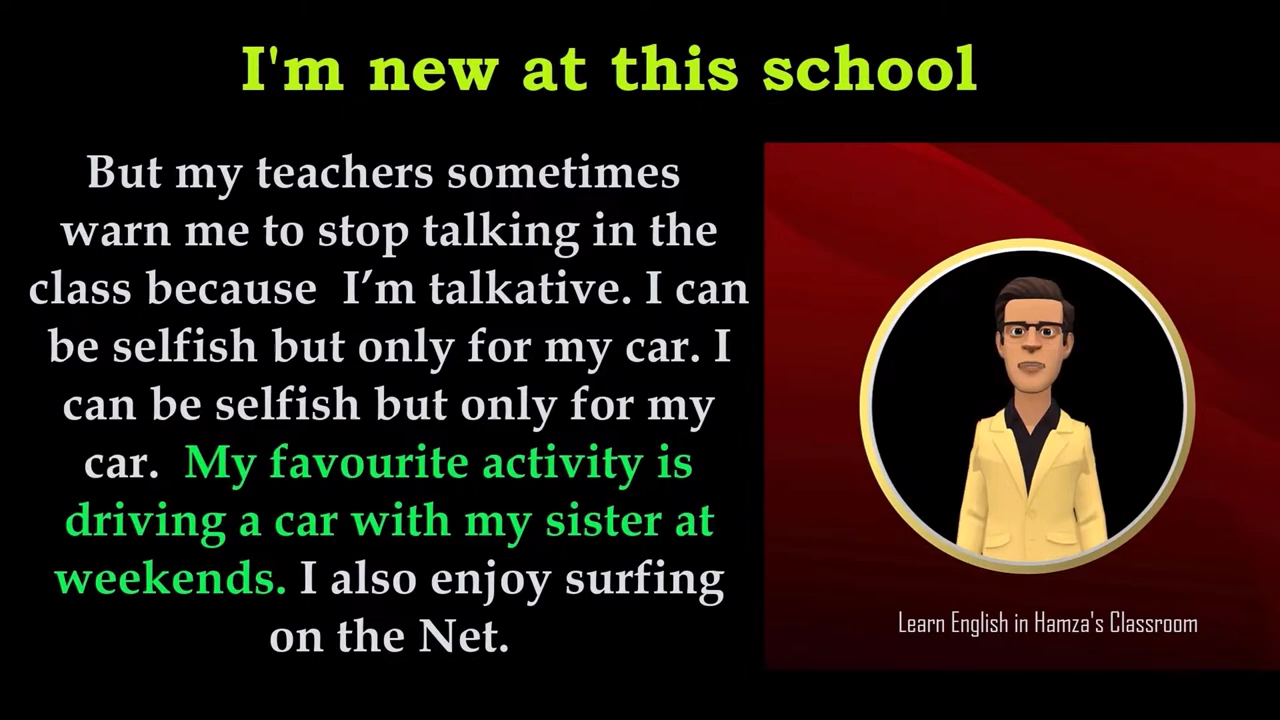 I'm new at this school
But my teachers sometimes
warn me to stop talking in the
class because  I’m talkative. I can
be selfish but only for my car. I
can be selfish but only for my
car.  My favourite activity is
driving a car with my sister at
weekends. I also enjoy surfing
on the Net.
Learn English in Hamza's Classroom